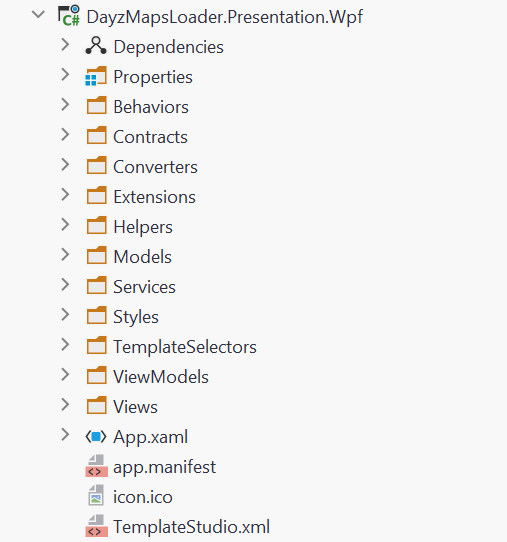 C# DayzMapsLoader.Presentation.Wpf
Dependencies
Properties
Behaviors
Contracts
Converters
Extensions
Helpers
Models
Services
Styles
TemplateSelectors
ViewModels
Views
App.xaml
app.manifest
icon.ico
TemplateStudio.xml